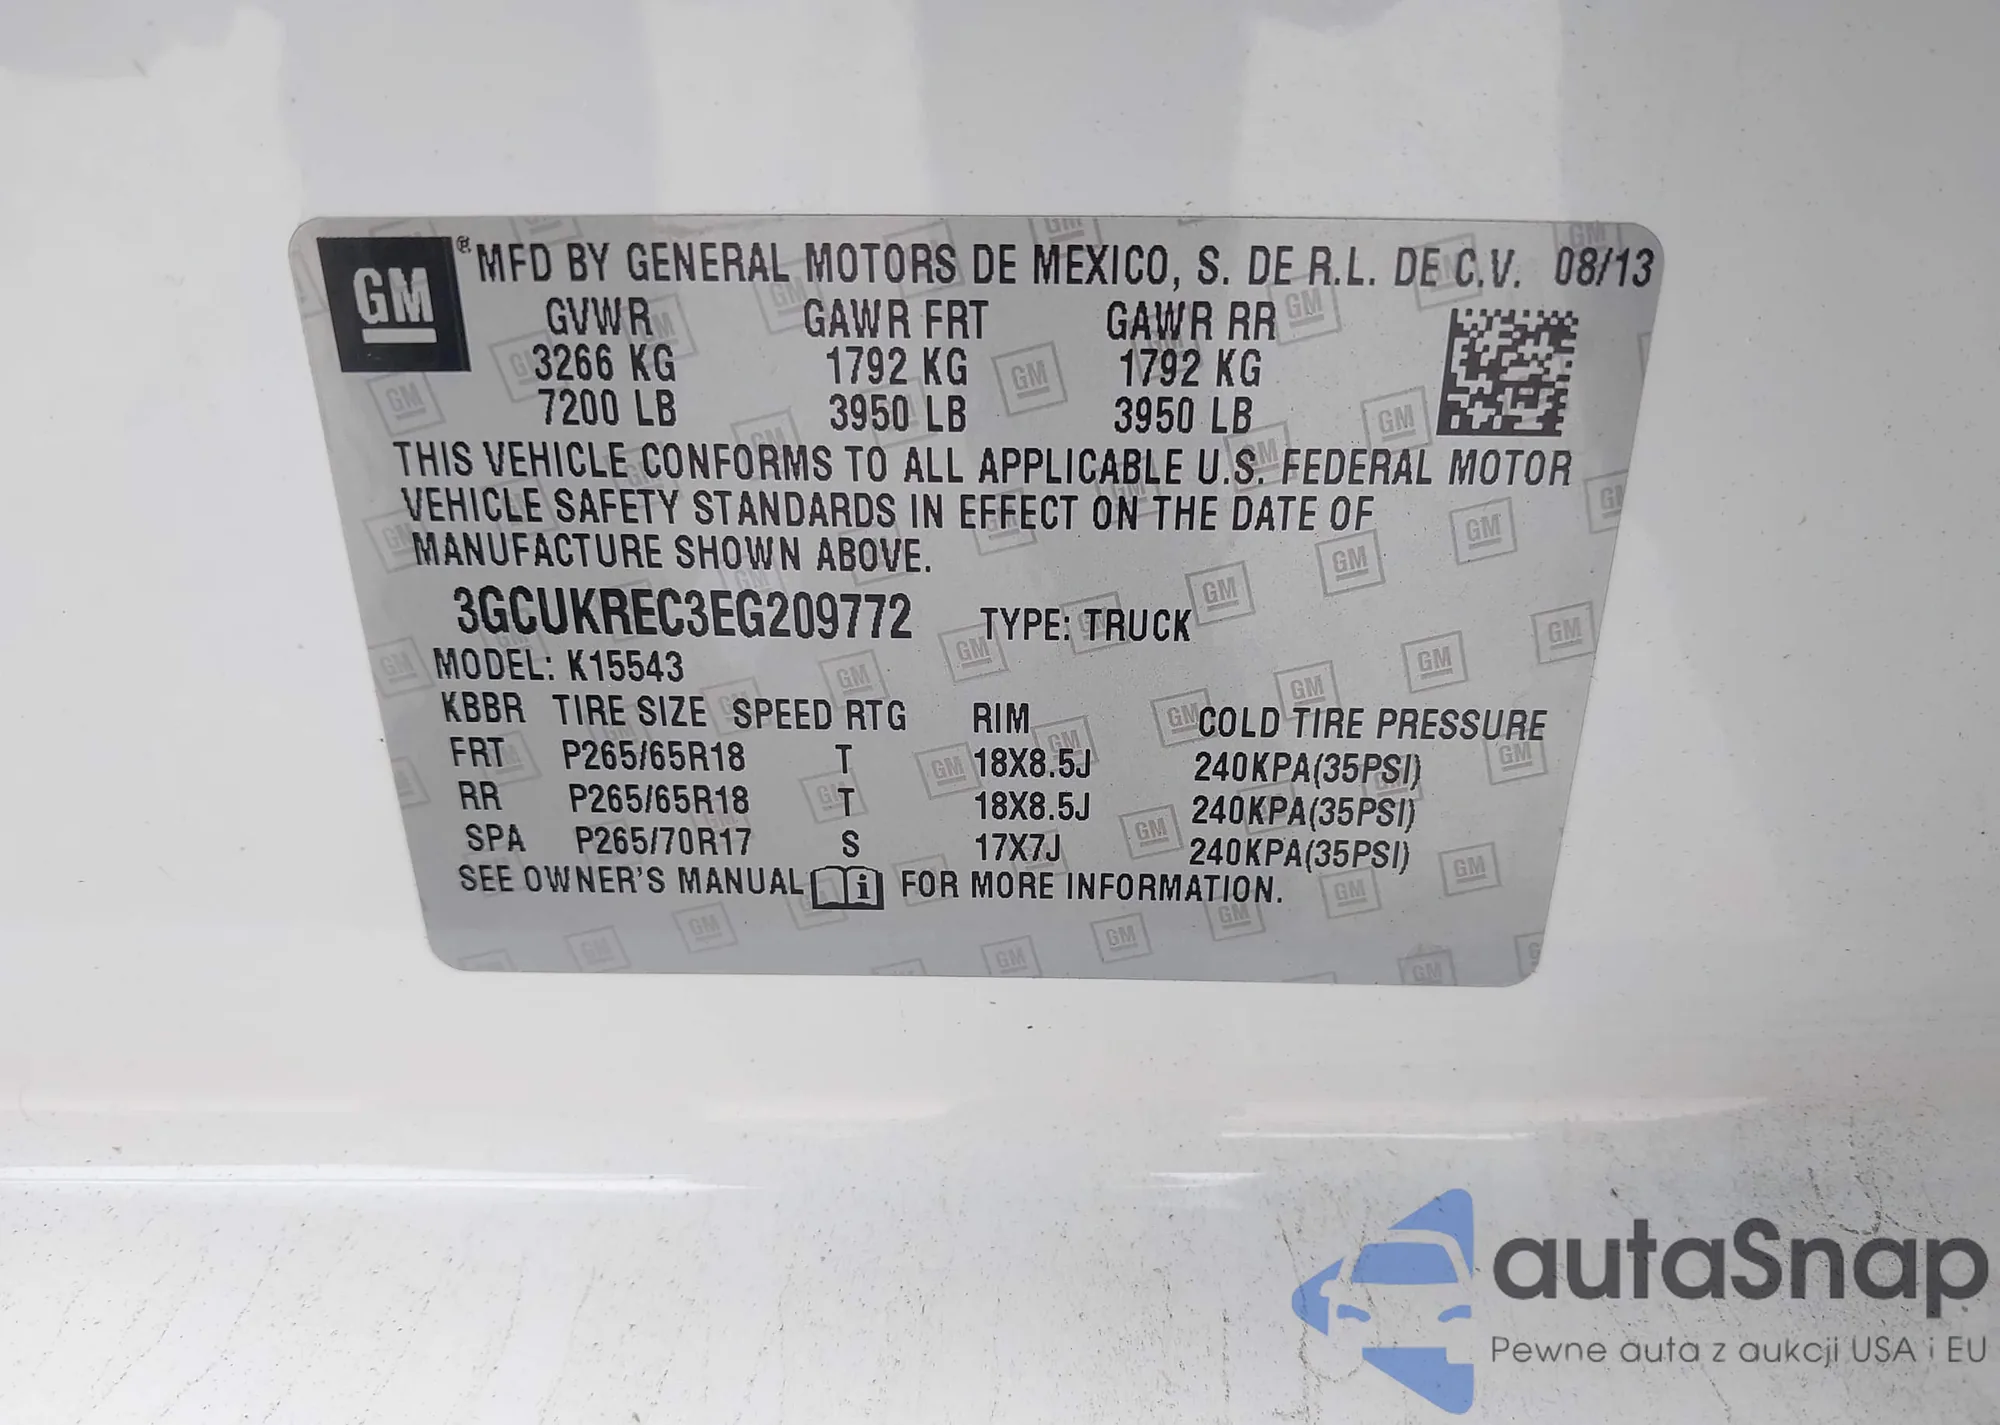 GM ® MFD BY GENERAL MOTORS DE MEXICO, S. DE R.L. DE C.V. 08/13
GVWR GAWR FRT GAWR RR
3266 KG 1792 KG 1792 KG
7200 LB 3950 LB 3950 LB
THIS VEHICLE CONFORMS TO ALL APPLICABLE U.S. FEDERAL MOTOR
VEHICLE SAFETY STANDARDS IN EFFECT ON THE DATE OF
MANUFACTURE SHOWN ABOVE.
3GCUKREC3EG209772 TYPE: TRUCK
MODEL: K15543
KBBR TIRE SIZE SPEED RTG RIM COLD TIRE PRESSURE
FRT P265/65R18 T 18X8.5J 240KPA(35PSI)
RR P265/65R18 T 18X8.5J 240KPA(35PSI)
SPA P265/70R17 S 17X7J 240KPA(35PSI)
SEE OWNER'S MANUAL i FOR MORE INFORMATION.
autaSnap
Pewne auta z aukcji USA i EU